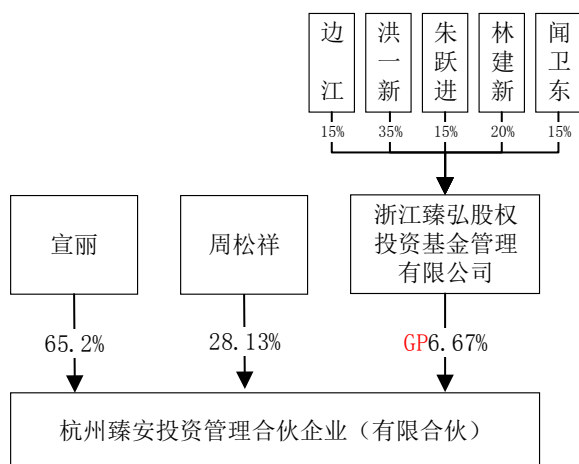 边江
洪一新
朱跃进
林建新
闻卫东
15%
35%
15%
20%
15%
宣丽
周松祥
浙江臻弘股权
投资基金管理
有限公司
65.2%
28.13%
GP6.67%
杭州臻安投资管理合伙企业（有限合伙）